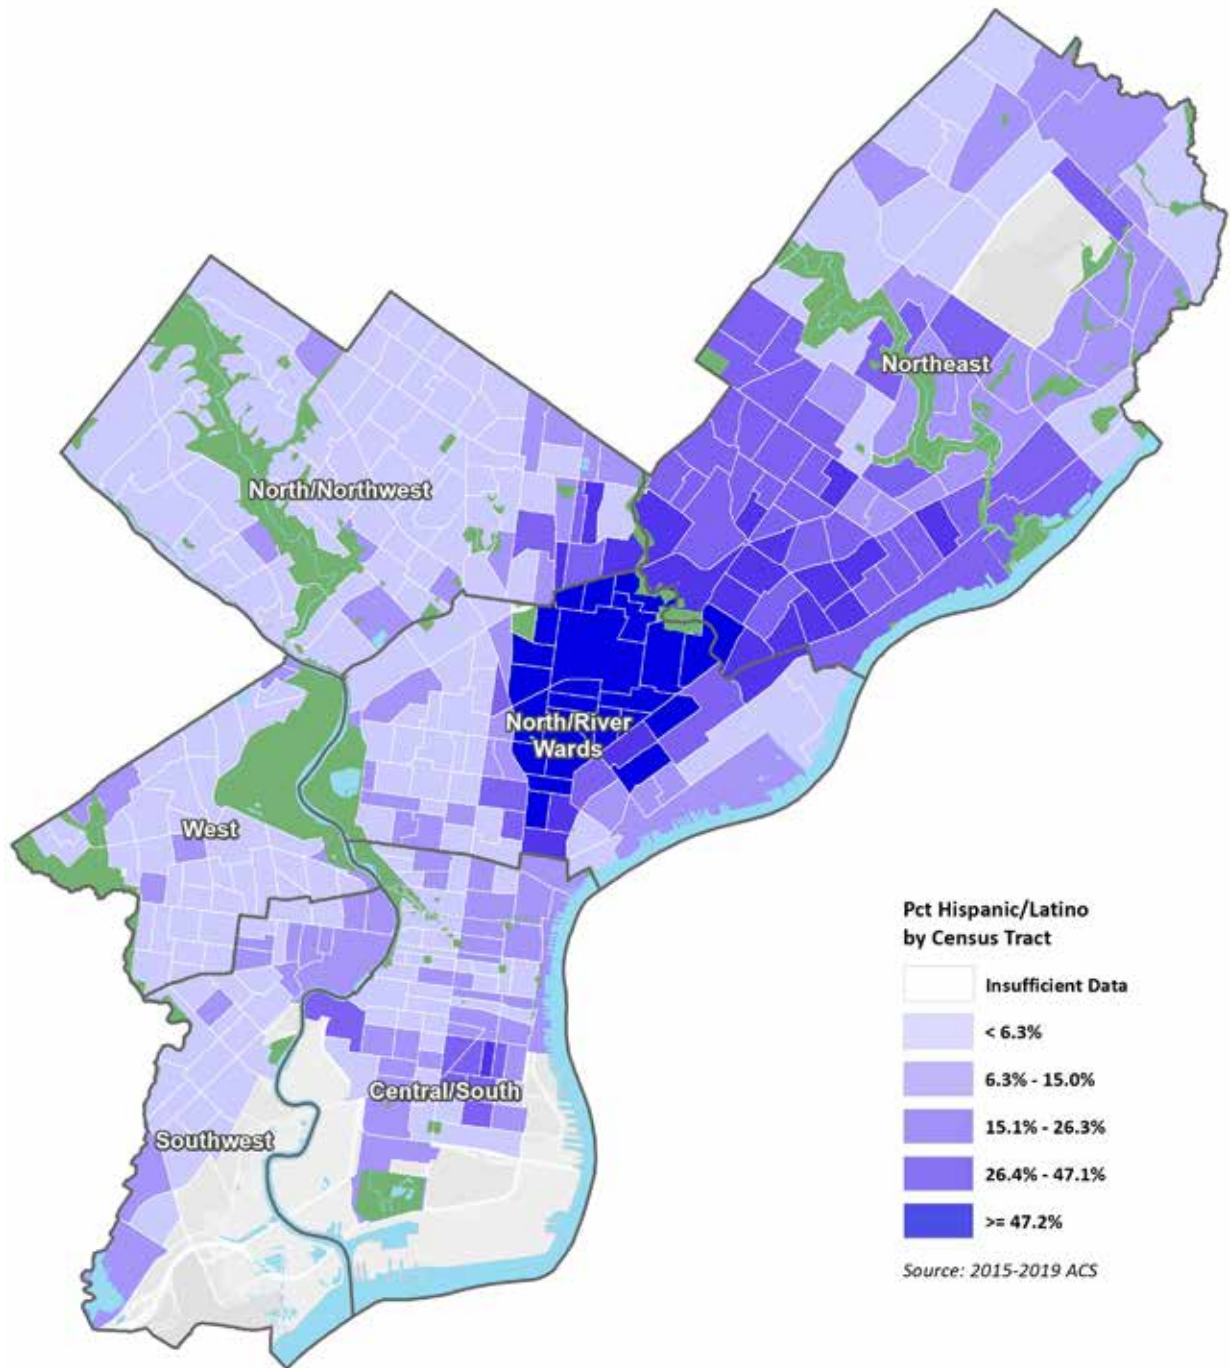 Northeast
North/Northwest
North/River
Wards
West
Central/South
Southwest
Pct Hispanic/Latino
by Census Tract
Insufficient Data
< 6.3%
6.3% - 15.0%
15.1% - 26.3%
26.4% - 47.1%
>= 47.2%
Source: 2015-2019 ACS